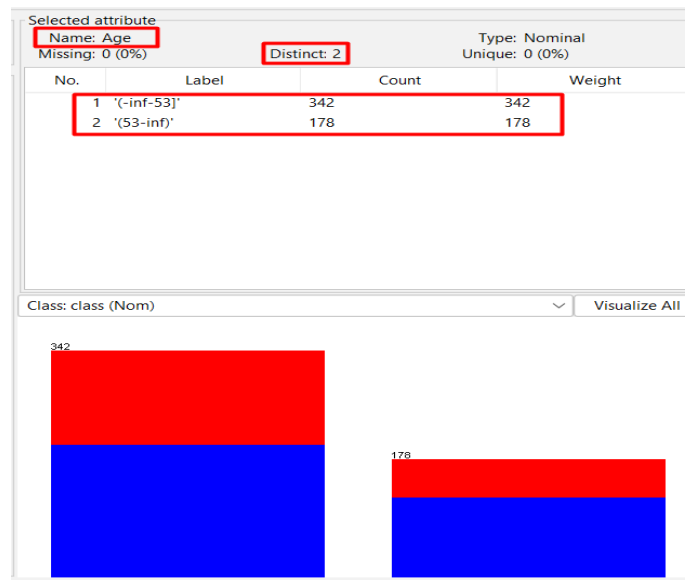 Selected attribute
Name: Age Type: Nominal
Missing: 0 (0%) Distinct: 2 Unique: 0 (0%)
No. Label Count Weight
1 '(-inf-53]' 342 342
2 '(53-inf)' 178 178
Class: class (Nom) Visualize All
342
178